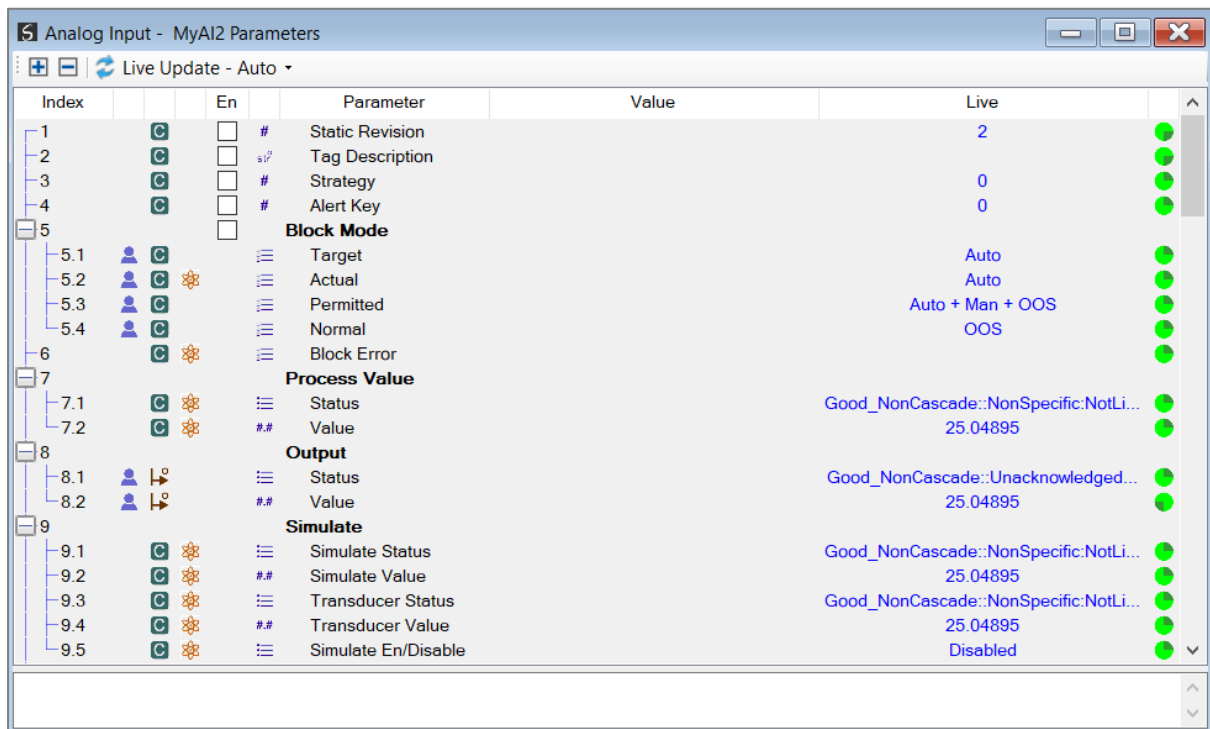 Analog Input - MyAI2 Parameters
Live Update - Auto
Index En Parameter Value Live
1 C # Static Revision 2
2 C str Tag Description
3 C # Strategy 0
4 C # Alert Key 0
5 Block Mode
5.1 C Target Auto
5.2 C Actual Auto
5.3 C Permitted Auto + Man + OOS
5.4 C Normal OOS
6 C Block Error
7 Process Value
7.1 C Status Good_NonCascade::NonSpecific:NotLi...
7.2 C #.# Value 25.04895
8 Output
8.1 Status Good_NonCascade::Unacknowledged...
8.2 #.# Value 25.04895
9 Simulate
9.1 C Simulate Status Good_NonCascade::NonSpecific:NotLi...
9.2 C #.# Simulate Value 25.04895
9.3 C Transducer Status Good_NonCascade::NonSpecific:NotLi...
9.4 C #.# Transducer Value 25.04895
9.5 C Simulate En/Disable Disabled